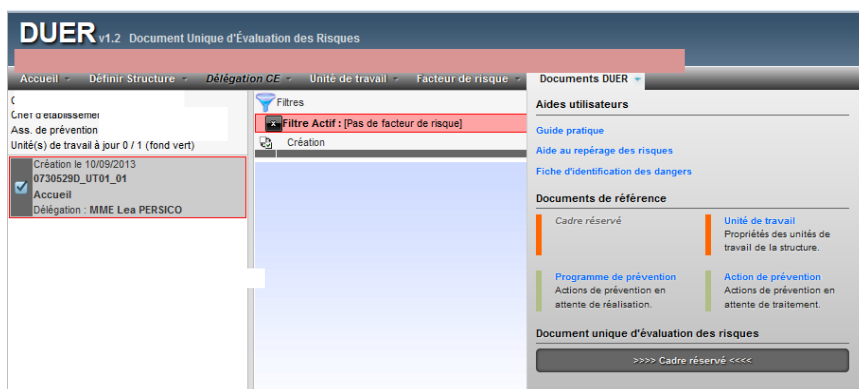 DUER v1.2 Document Unique d'Évaluation des Risques
Accueil Définir Structure Délégation CE Unité de travail Facteur de risque Documents DUER
Chef d'établissement
Ass. de prévention
Unité(s) de travail à jour 0 / 1 (fond vert)
Création le 10/09/2013
0730529D_UT01_01
Accueil
Délégation : MME Lea PERSICO
Filtres
x Filtre Actif : [Pas de facteur de risque]
Création
Aides utilisateurs
Guide pratique
Aide au repérage des risques
Fiche d'identification des dangers
Documents de référence
Cadre réservé
Unité de travail
Propriétés des unités de
travail de la structure.
Programme de prévention
Actions de prévention en
attente de réalisation.
Action de prévention
Actions de prévention en
attente de traitement.
Document unique d'évaluation des risques
>>>> Cadre réservé <<<<